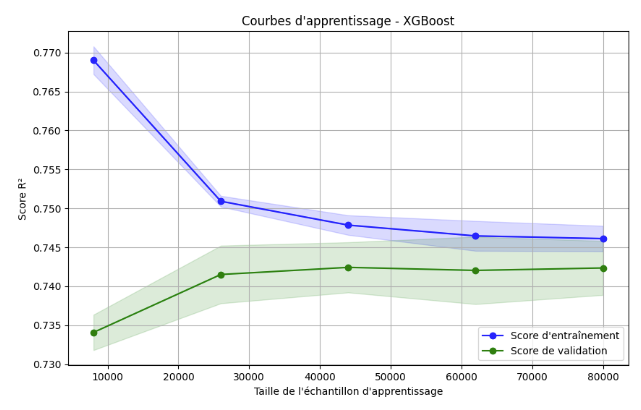 Courbes d'apprentissage - XGBoost
0.770
0.765
0.760
0.755
0.750
0.745
0.740
0.735
0.730
Score R²
Score d'entraînement
Score de validation
10000 20000 30000 40000 50000 60000 70000 80000
Taille de l'échantillon d'apprentissage